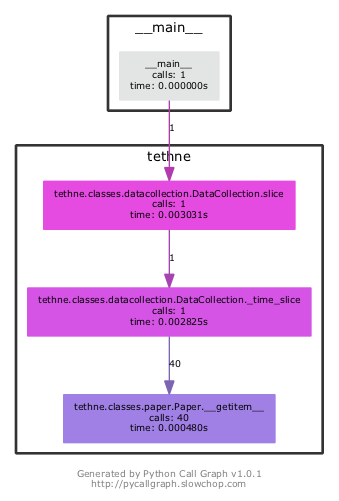 __main__
__main__
calls: 1
time: 0.000000s
1
tethne
tethne.classes.datacollection.DataCollection.slice
calls: 1
time: 0.003031s
1
tethne.classes.datacollection.DataCollection._time_slice
calls: 1
time: 0.002825s
40
tethne.classes.paper.Paper.__getitem__
calls: 40
time: 0.000480s
Generated by Python Call Graph v1.0.1
http://pycallgraph.slowchop.com